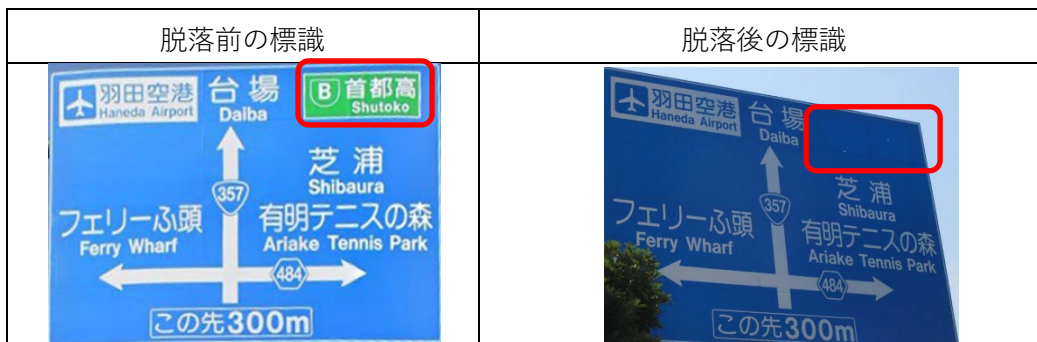 脱落前の標識
脱落後の標識
羽田空港
Haneda Airport
台場
Daiba
B 首都高
Shutoko
芝浦
Shibaura
357
フェリーふ頭
Ferry Wharf
有明テニスの森
Ariake Tennis Park
484
この先300m
羽田空港
Haneda Airport
台場
Daiba
芝浦
Shibaura
357
フェリーふ頭
Ferry Wharf
有明テニスの森
Ariake Tennis Park
484
この先300m